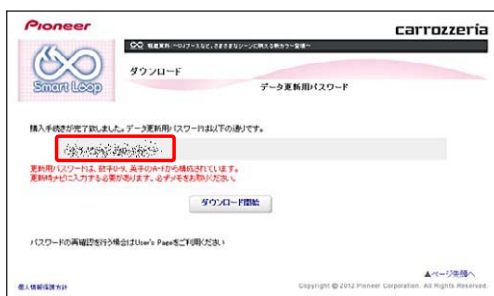 Pioneer
carrozzeria
Smart Loop
ダウンロード
データ更新用パスワード
購入手続きが完了致しました。データ更新用パスワードは以下の通りです。
更新用パスワードは、数字0-9、英字のA-Fから構成されています。
更新時ナビに入力する必要があります。必ずメモをお取りください。
ダウンロード開始
パスワードの再確認を行う場合はUser's Pageをご利用ください
▲ページ先頭へ
個人情報保護方針
Copyright © 2012 Pioneer Corporation. All Rights Reserved.